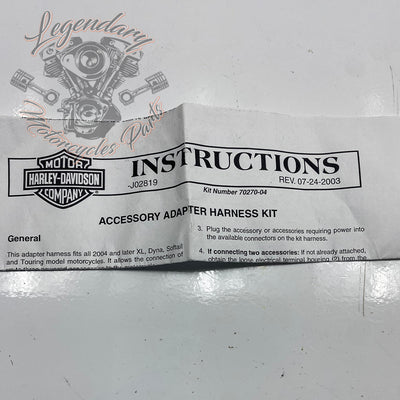 Legendary
Motorcycles Parts
MOTOR
HARLEY-DAVIDSON
COMPANY
INSTRUCTIONS
-J02819
REV. 07-24-2003
Kit Number 70270-04
ACCESSORY ADAPTER HARNESS KIT
General
This adapter harness fits all 2004 and later XL, Dyna, Softail
and Touring model motorcycles. It allows the connection of
3. Plug the accessory or accessories requiring power into
the available connectors on the kit harness.
4. If connecting two accessories: If not already attached,
obtain the loose electrical terminal housing (2) from the